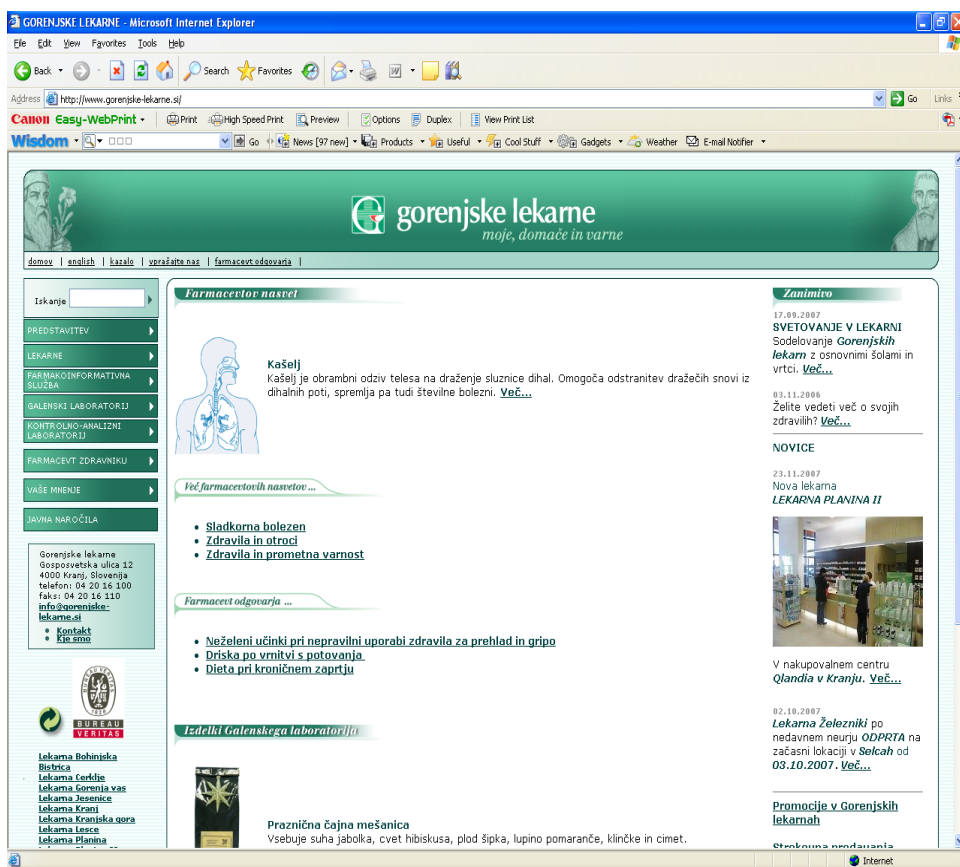 GORENJSKE LEKARNE - Microsoft Internet Explorer
File Edit View Favorites Tools Help
Back Search Favorites
Address http://www.gorenjske-lekarne.si/ Go Links
Canon Easy-WebPrint Print High Speed Print Preview Options Duplex View Print List
Wisdom Go News [97 new] Products Useful Cool Stuff Gadgets Weather E-mail Notifier
gorenjske lekarne
moje, domače in varne
domov | english | kazalo | vprašajte nas | farmacevt odgovarja |
Iskanje
PREDSTAVITEV
LEKARNE
FARMAKOINFORMATIVNA
SLUŽBA
GALENSKI LABORATORIJ
KONTROLNO-ANALIZNI
LABORATORIJ
FARMACEVT ZDRAVNIKU
VAŠE MNENJE
JAVNA NAROČILA
Gorenjske lekarne
Gosposvetska ulica 12
4000 Kranj, Slovenija
telefon: 04 20 16 100
faks: 04 20 16 110
info@gorenjske-
lekarne.si
Kontakt
Kje smo
BUREAU VERITAS
1828
BUREAU
VERITAS
Lekarna Bohinjska
Bistrica
Lekarna Cerklje
Lekarna Gorenja vas
Lekarna Jesenice
Lekarna Kranj
Lekarna Kranjska gora
Lekarna Lesce
Lekarna Planina
Farmacevtov nasvet
Kašelj
Kašelj je obrambni odziv telesa na draženje sluznice dihal. Omogoča odstranitev dražečih snovi iz
dihalnih poti, spremlja pa tudi številne bolezni. Več...
Več farmacevtovih nasvetov ...
Sladkorna bolezen
Zdravila in otroci
Zdravila in prometna varnost
Farmacevt odgovarja ...
Neželeni učinki pri nepravilni uporabi zdravila za prehlad in gripo
Driska po vrnitvi s potovanja
Dieta pri kroničnem zaprtju
Izdelki Galenskega laboratorija
Praznična čajna mešanica
Vsebuje suha jabolka, cvet hibiskusa, plod šipka, lupino pomaranče, klinčke in cimet.
Zanimivo
17.09.2007
SVETOVANJE V LEKARNI
Sodelovanje Gorenjskih
lekarn z osnovnimi šolami in
vrtci. Več...
03.11.2006
Želite vedeti več o svojih
zdravilih? Več...
NOVICE
23.11.2007
Nova lekarna
LEKARNA PLANINA II
V nakupovalnem centru
Qlandia v Kranju. Več...
02.10.2007
Lekarna Železniki po
nedavnem neurju ODPRTA na
začasni lokaciji v Selcah od
03.10.2007. Več...
Promocije v Gorenjskih
lekarnah
Strokovna predavanja
Internet